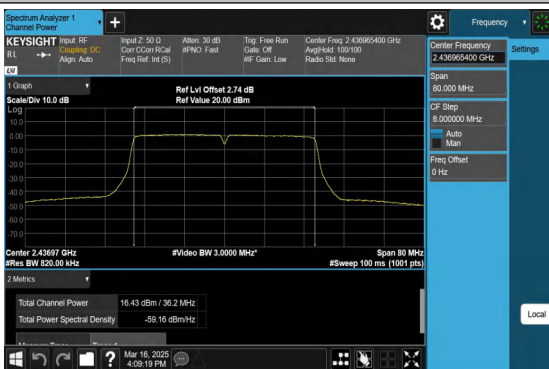 Spectrum Analyzer 1
Channel Power
Frequency
KEYSIGHT
Input: RF
Coupling: DC
Align: Auto
Input Z: 50 Ω
Corr CCorr RCal
Freq Ref: Int (S)
Atten: 30 dB
#PNO: Fast
Trig: Free Run
Gate: Off
#IF Gain: Low
Center Freq: 2.436965400 GHz
Avg|Hold: 100/100
Radio Std: None
RL
LXI
Center Frequency
2.436965400 GHz
Settings
Span
80.000 MHz
CF Step
8.000000 MHz
Auto
Man
Freq Offset
0 Hz
Local
1 Graph
Scale/Div 10.0 dB
Ref Lvl Offset 2.74 dB
Ref Value 20.00 dBm
Log
10.0
0.00
-10.0
-20.0
-30.0
-40.0
-50.0
-60.0
-70.0
Center 2.43697 GHz
#Video BW 3.0000 MHz*
Span 80 MHz
#Res BW 820.00 kHz
#Sweep 100 ms (1001 pts)
2 Metrics
Total Channel Power 16.43 dBm / 36.2 MHz
Total Power Spectral Density -59.16 dBm/Hz
?
Mar 16, 2025
4:09:19 PM